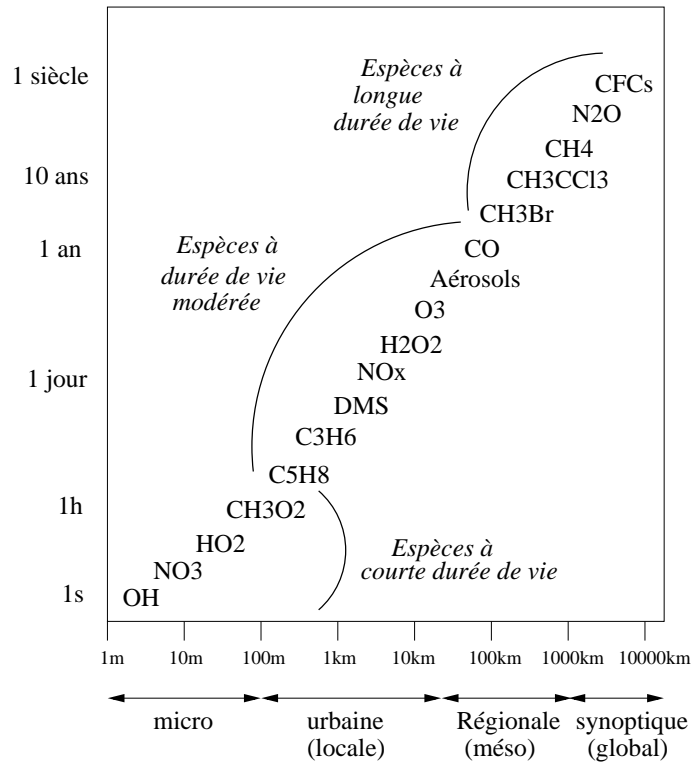 1 siècle
10 ans
1 an
1 jour
1h
1s
Espèces à
longue
durée de vie
CFCs
N2O
CH4
CH3CCl3
CH3Br
Espèces à
durée de vie
modérée
CO
Aérosols
O3
H2O2
NOx
DMS
C3H6
C5H8
CH3O2
HO2
NO3
OH
Espèces à
courte durée de vie
1m 10m 100m 1km 10km 100km 1000km 10000km
micro urbaine Régionale synoptique
(locale) (méso) (global)